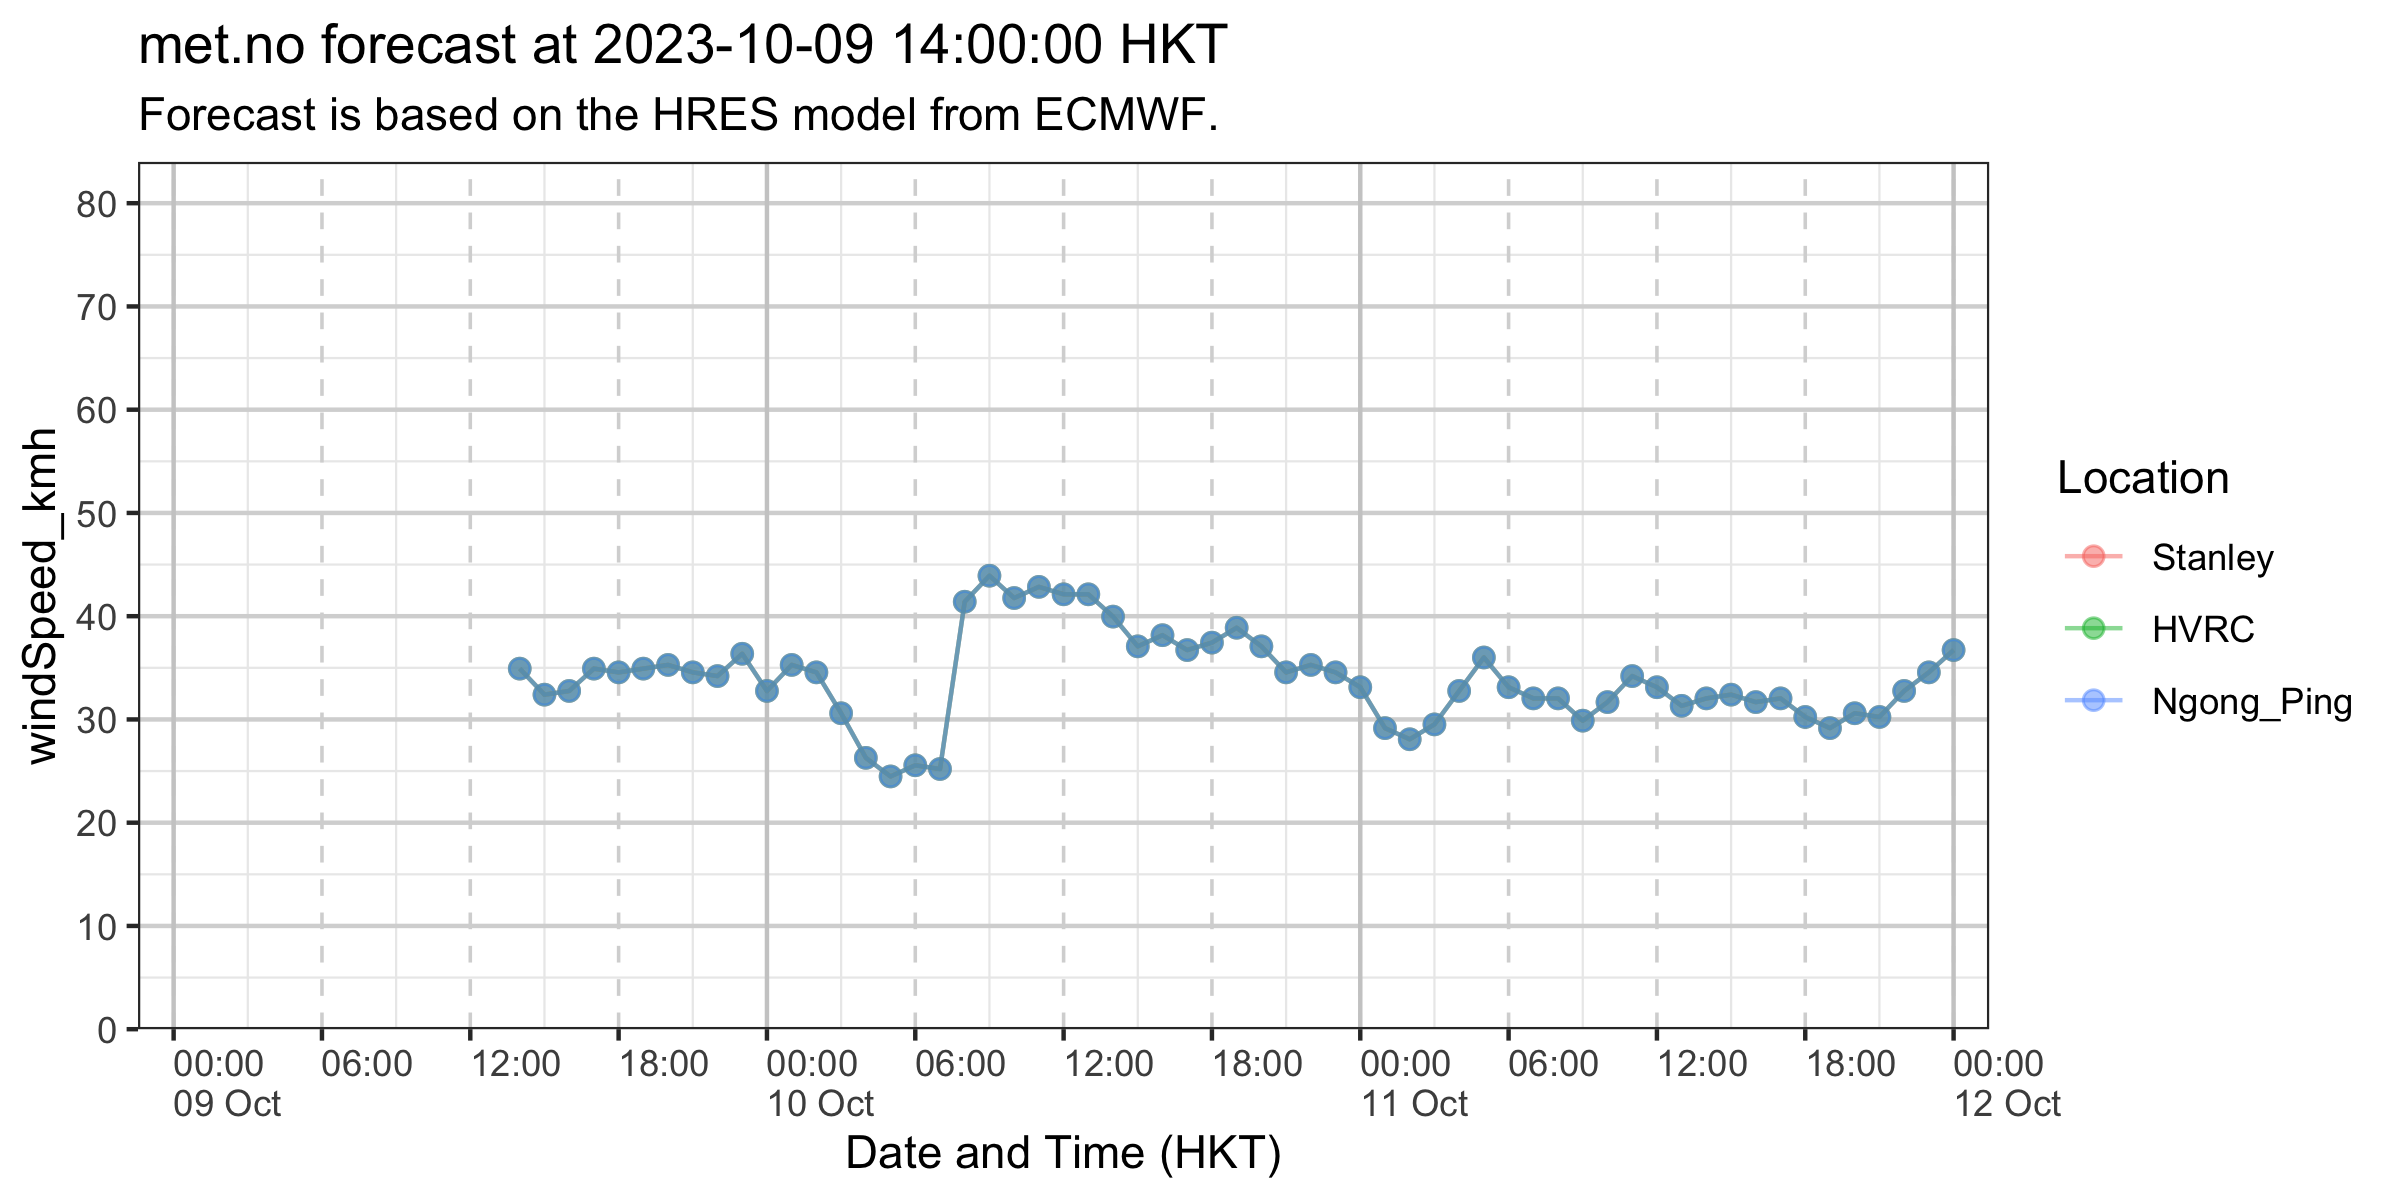 met.no forecast at 2023-10-09 14:00:00 HKT
Forecast is based on the HRES model from ECMWF.
windSpeed_kmh
80
70
60
50
40
30
20
10
0
00:00 06:00 12:00 18:00 00:00 06:00 12:00 18:00 00:00 06:00 12:00 18:00 00:00
09 Oct 10 Oct 11 Oct 12 Oct
Date and Time (HKT)
Location
Stanley
HVRC
Ngong_Ping